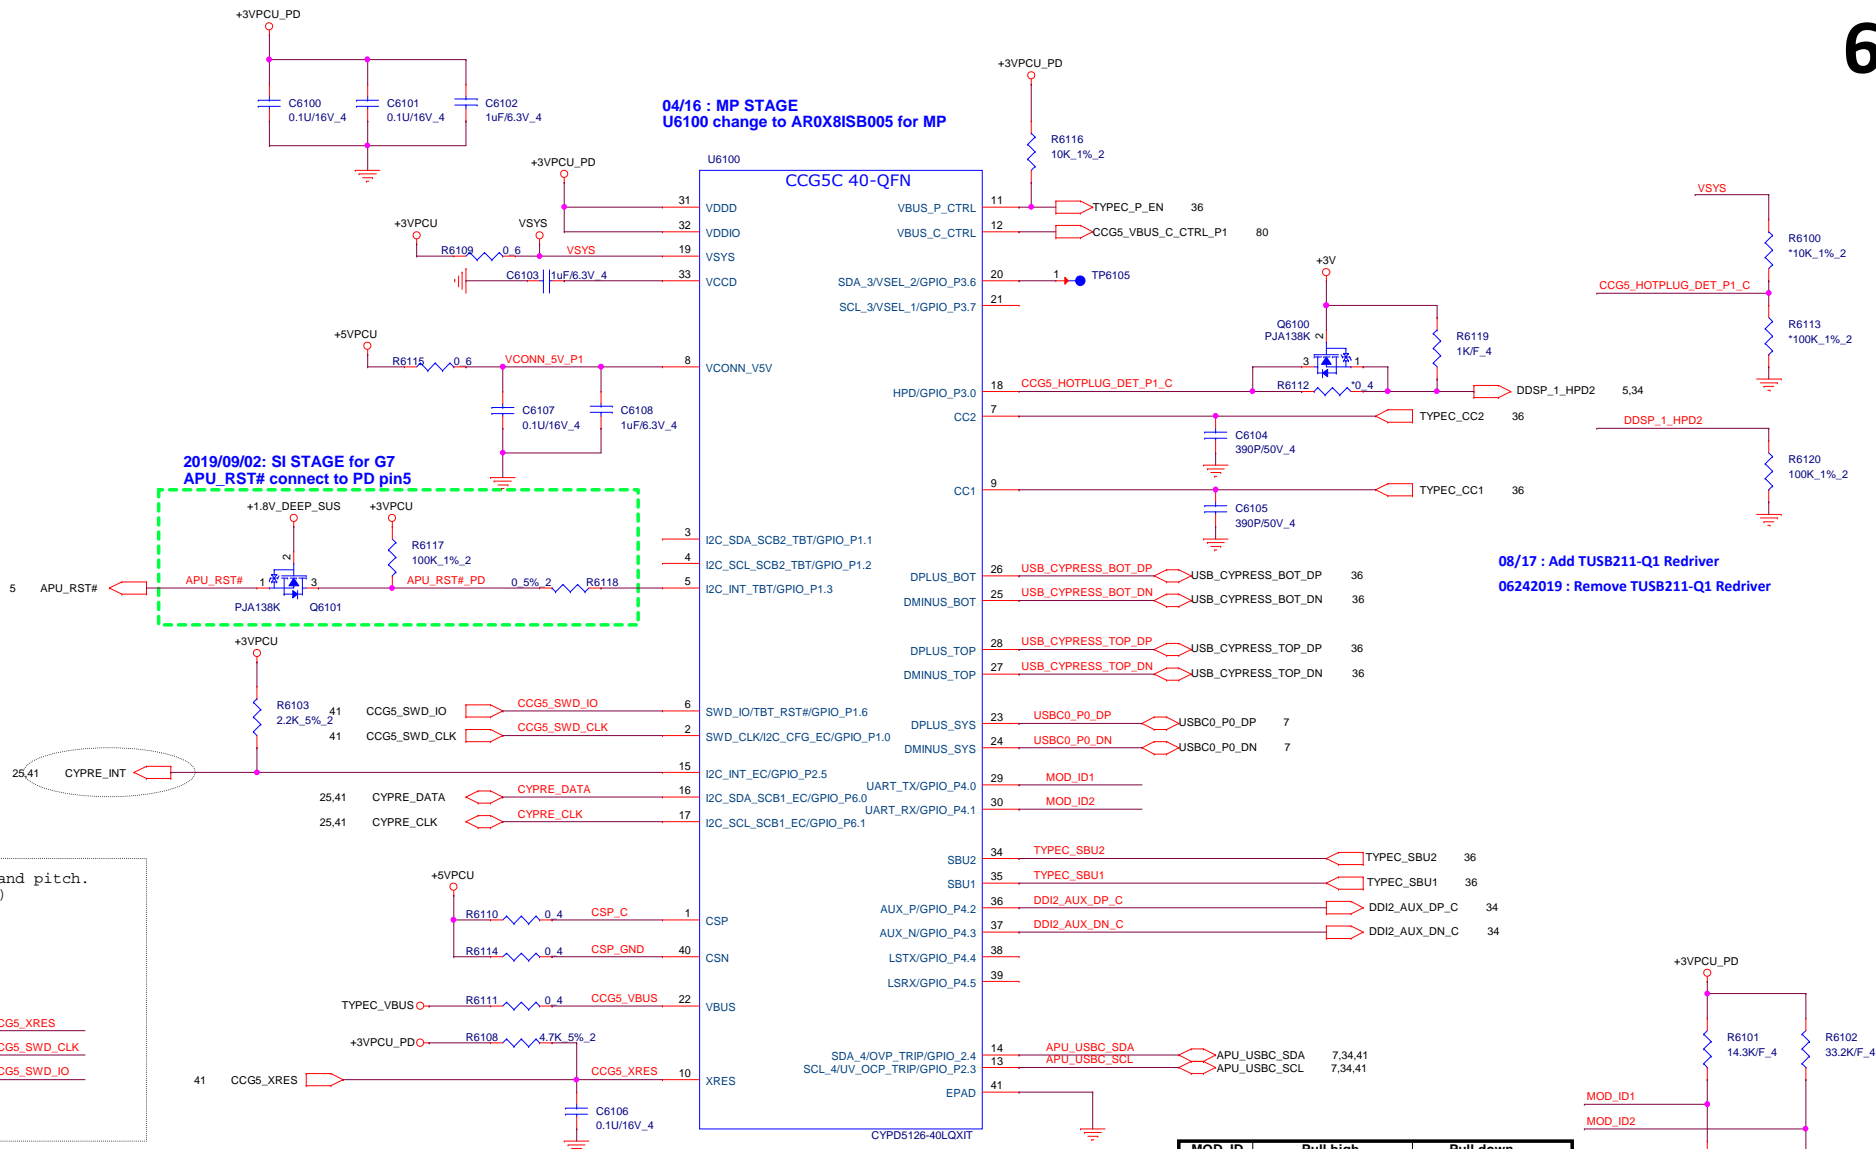 +3VPCU_PD
C6100
0.1U/16V_4
C6101
0.1U/16V_4
C6102
1uF/6.3V_4
04/16 : MP STAGE
U6100 change to AR0X8ISB005 for MP
+3VPCU_PD
R6116
10K_1%_2
6
U6100
CCG5C 40-QFN
+3VPCU_PD
31 VDDD
32 VDDIO
+3VPCU
VSYS
R6109 0_6 VSYS 19 VSYS
C6103 1uF/6.3V_4 33 VCCD
+5VPCU
R6115 0_6 VCONN_5V_P1 8 VCONN_V5V
C6107
0.1U/16V_4
C6108
1uF/6.3V_4
2019/09/02: SI STAGE for G7
APU_RST# connect to PD pin5
+1.8V_DEEP_SUS
+3VPCU
R6117
100K_1%_2
5 APU_RST# APU_RST# 1 2 3 APU_RST#_PD 0_5%_2 R6118
PJA138K Q6101
3 I2C_SDA_SCB2_TBT/GPIO_P1.1
4 I2C_SCL_SCB2_TBT/GPIO_P1.2
5 I2C_INT_TBT/GPIO_P1.3
+3VPCU
R6103
2.2K_5%_2
41 CCG5_SWD_IO CCG5_SWD_IO 6 SWD_IO/TBT_RST#/GPIO_P1.6
41 CCG5_SWD_CLK CCG5_SWD_CLK 2 SWD_CLK/I2C_CFG_EC/GPIO_P1.0
25,41 CYPRE_INT 15 I2C_INT_EC/GPIO_P2.5
25,41 CYPRE_DATA CYPRE_DATA 16 I2C_SDA_SCB1_EC/GPIO_P6.0
25,41 CYPRE_CLK CYPRE_CLK 17 I2C_SCL_SCB1_EC/GPIO_P6.1
and pitch.
)
CG5_XRES
CG5_SWD_CLK
CG5_SWD_IO
+5VPCU
R6110 0_4 CSP_C 1 CSP
R6114 0_4 CSP_GND 40 CSN
TYPEC_VBUS R6111 0_4 CCG5_VBUS 22 VBUS
+3VPCU_PD R6108 4.7K_5%_2
41 CCG5_XRES CCG5_XRES 10 XRES
C6106
0.1U/16V_4
VBUS_P_CTRL 11 TYPEC_P_EN 36
VBUS_C_CTRL 12 CCG5_VBUS_C_CTRL_P1 80
SDA_3/VSEL_2/GPIO_P3.6 20 1 TP6105
SCL_3/VSEL_1/GPIO_P3.7 21
+3V
Q6100
PJA138K 2
3 1
R6119
1K/F_4
HPD/GPIO_P3.0 18 CCG5_HOTPLUG_DET_P1_C R6112 *0_4 DDSP_1_HPD2 5,34
CC2 7 TYPEC_CC2 36
C6104
390P/50V_4
CC1 9 TYPEC_CC1 36
C6105
390P/50V_4
DPLUS_BOT 26 USB_CYPRESS_BOT_DP USB_CYPRESS_BOT_DP 36
DMINUS_BOT 25 USB_CYPRESS_BOT_DN USB_CYPRESS_BOT_DN 36
DPLUS_TOP 28 USB_CYPRESS_TOP_DP USB_CYPRESS_TOP_DP 36
DMINUS_TOP 27 USB_CYPRESS_TOP_DN USB_CYPRESS_TOP_DN 36
DPLUS_SYS 23 USBC0_P0_DP USBC0_P0_DP 7
DMINUS_SYS 24 USBC0_P0_DN USBC0_P0_DN 7
UART_TX/GPIO_P4.0 29 MOD_ID1
UART_RX/GPIO_P4.1 30 MOD_ID2
SBU2 34 TYPEC_SBU2 TYPEC_SBU2 36
SBU1 35 TYPEC_SBU1 TYPEC_SBU1 36
AUX_P/GPIO_P4.2 36 DDI2_AUX_DP_C DDI2_AUX_DP_C 34
AUX_N/GPIO_P4.3 37 DDI2_AUX_DN_C DDI2_AUX_DN_C 34
LSTX/GPIO_P4.4 38
LSRX/GPIO_P4.5 39
SDA_4/OVP_TRIP/GPIO_2.4 14 APU_USBC_SDA APU_USBC_SDA 7,34,41
SCL_4/UV_OCP_TRIP/GPIO_P2.3 13 APU_USBC_SCL APU_USBC_SCL 7,34,41
EPAD 41
CYPD5126-40LQXIT
VSYS
R6100
*10K_1%_2
CCG5_HOTPLUG_DET_P1_C
R6113
*100K_1%_2
DDSP_1_HPD2
R6120
100K_1%_2
08/17 : Add TUSB211-Q1 Redriver
06242019 : Remove TUSB211-Q1 Redriver
+3VPCU_PD
R6101
14.3K/F_4
R6102
33.2K/F_4
MOD_ID1
MOD_ID2
MOD_ID Pull high Pull down